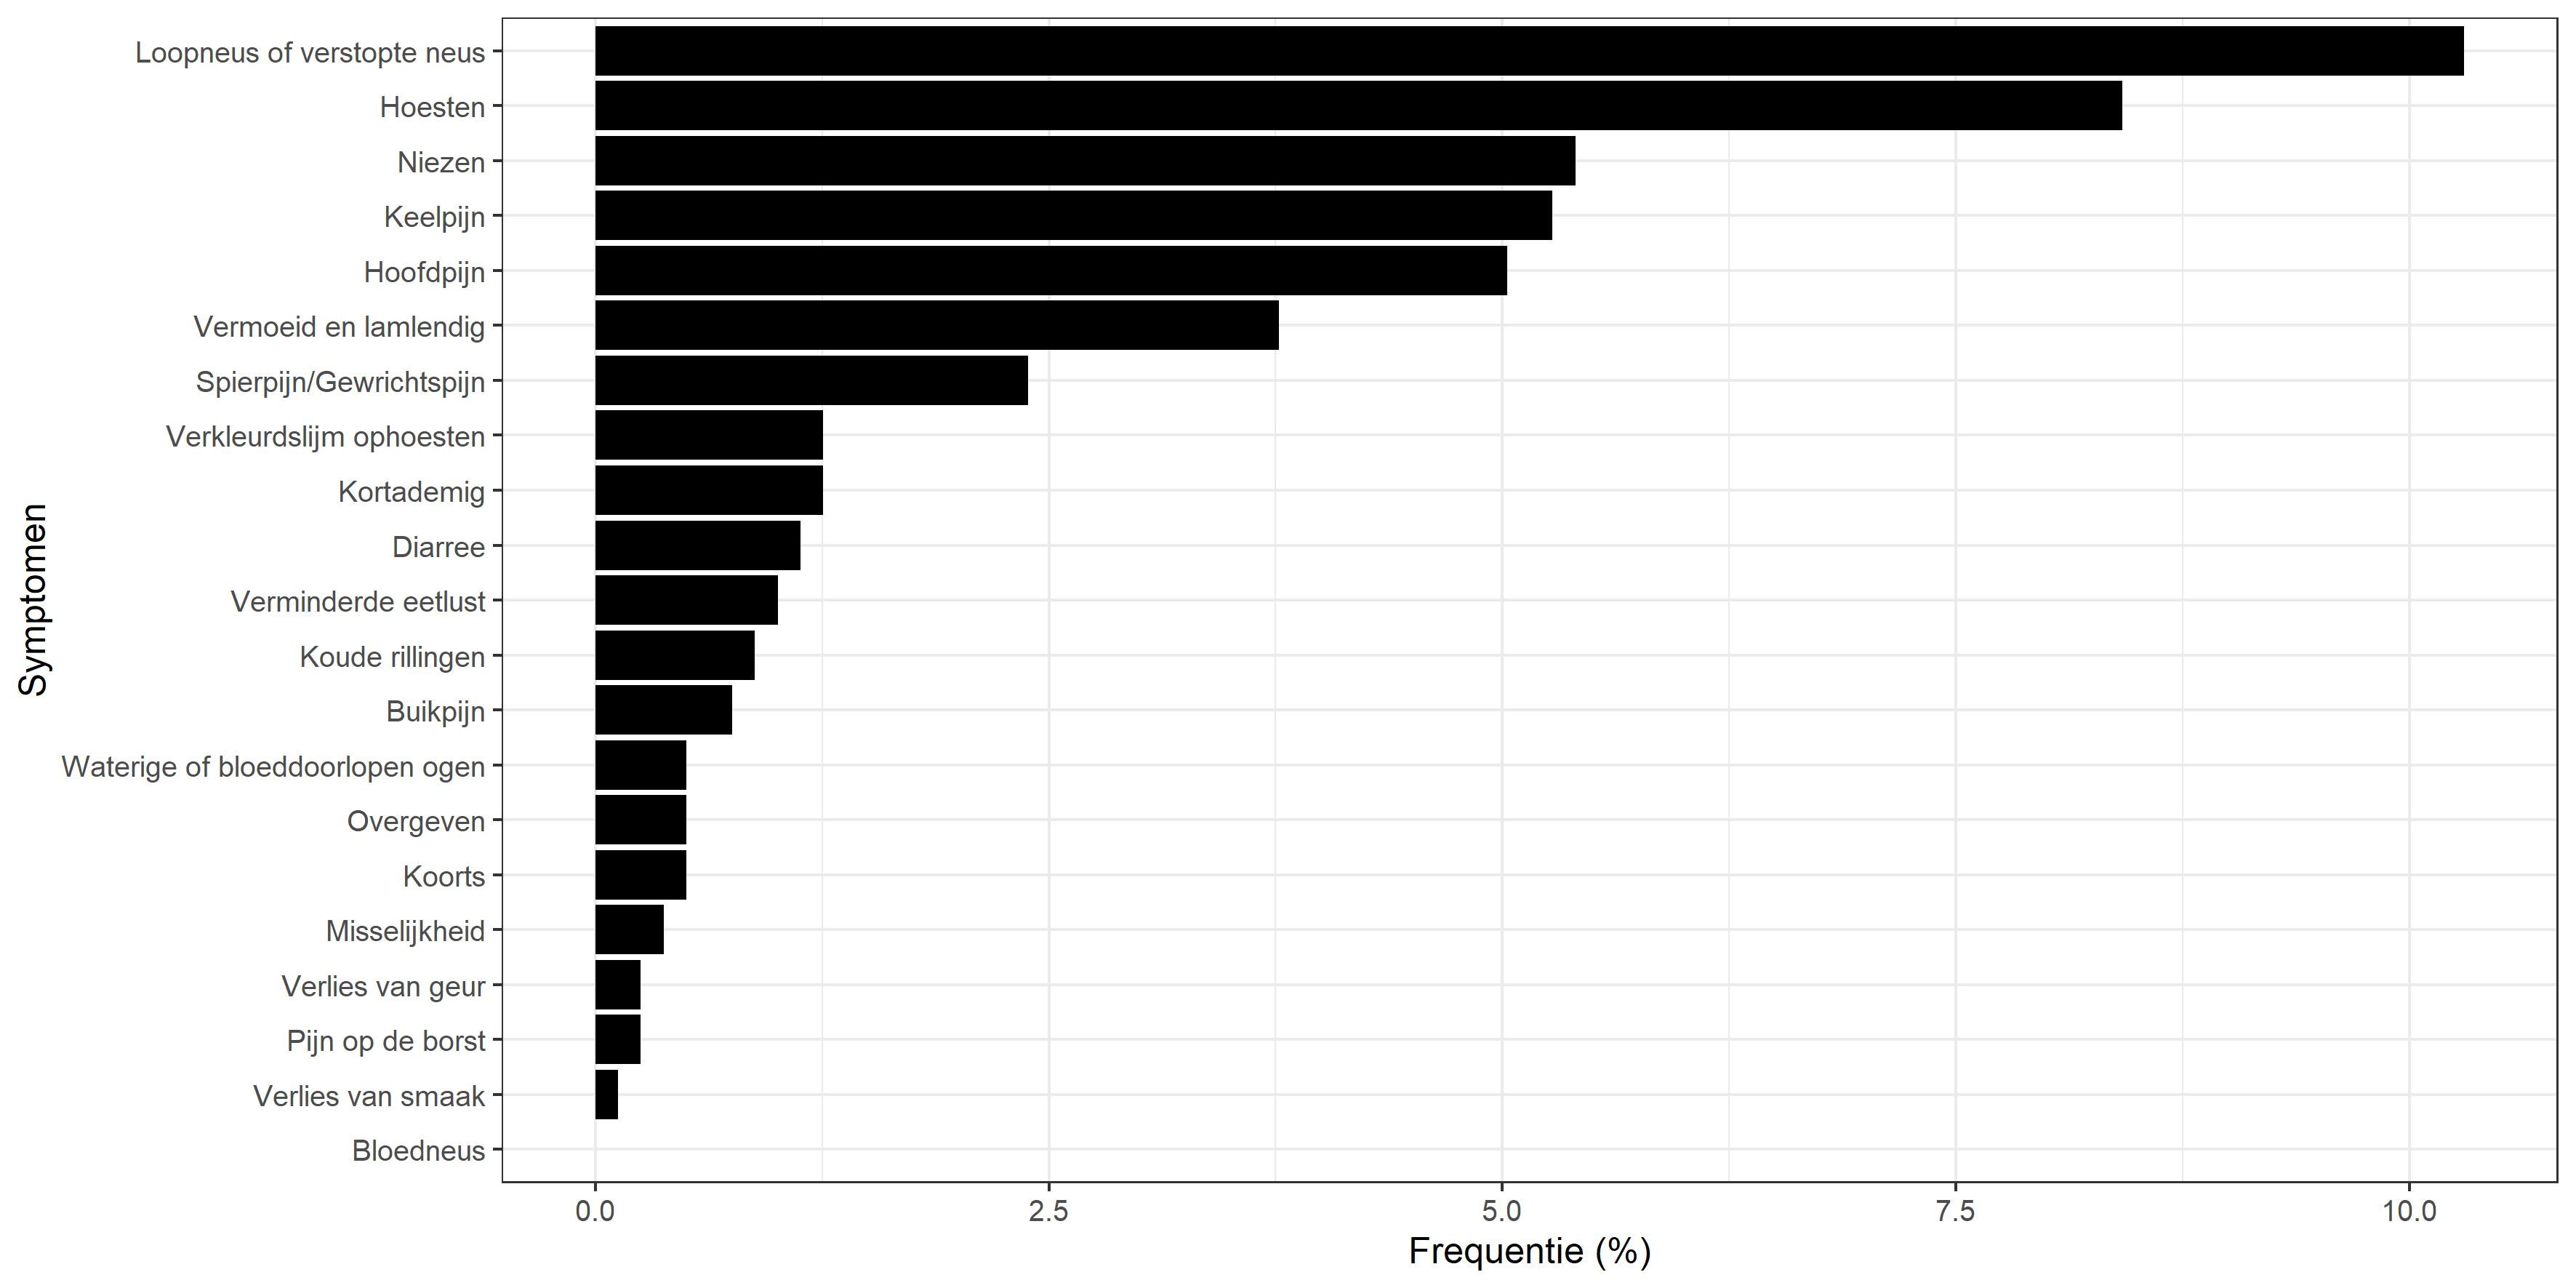 Loopneus of verstopte neus
Hoesten
Niezen
Keelpijn
Hoofdpijn
Vermoeid en lamlendig
Spierpijn/Gewrichtspijn
Verkleurdslijm ophoesten
Kortademig
Diarree
Verminderde eetlust
Koude rillingen
Buikpijn
Waterige of bloeddoorlopen ogen
Overgeven
Koorts
Misselijkheid
Verlies van geur
Pijn op de borst
Verlies van smaak
Bloedneus
Symptomen
0.0 2.5 5.0 7.5 10.0
Frequentie (%)